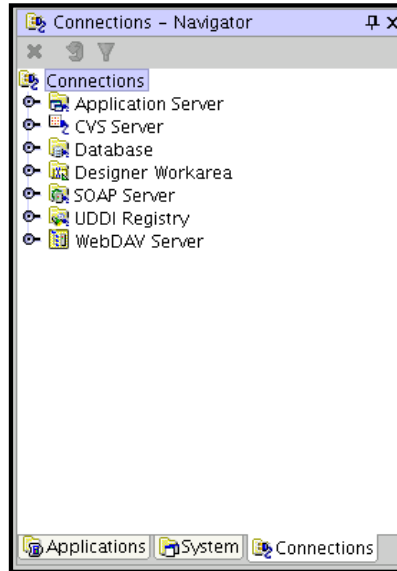 Connections - Navigator
Connections
Application Server
CVS Server
Database
Designer Workarea
SOAP Server
UDDI Registry
WebDAV Server
Applications System Connections